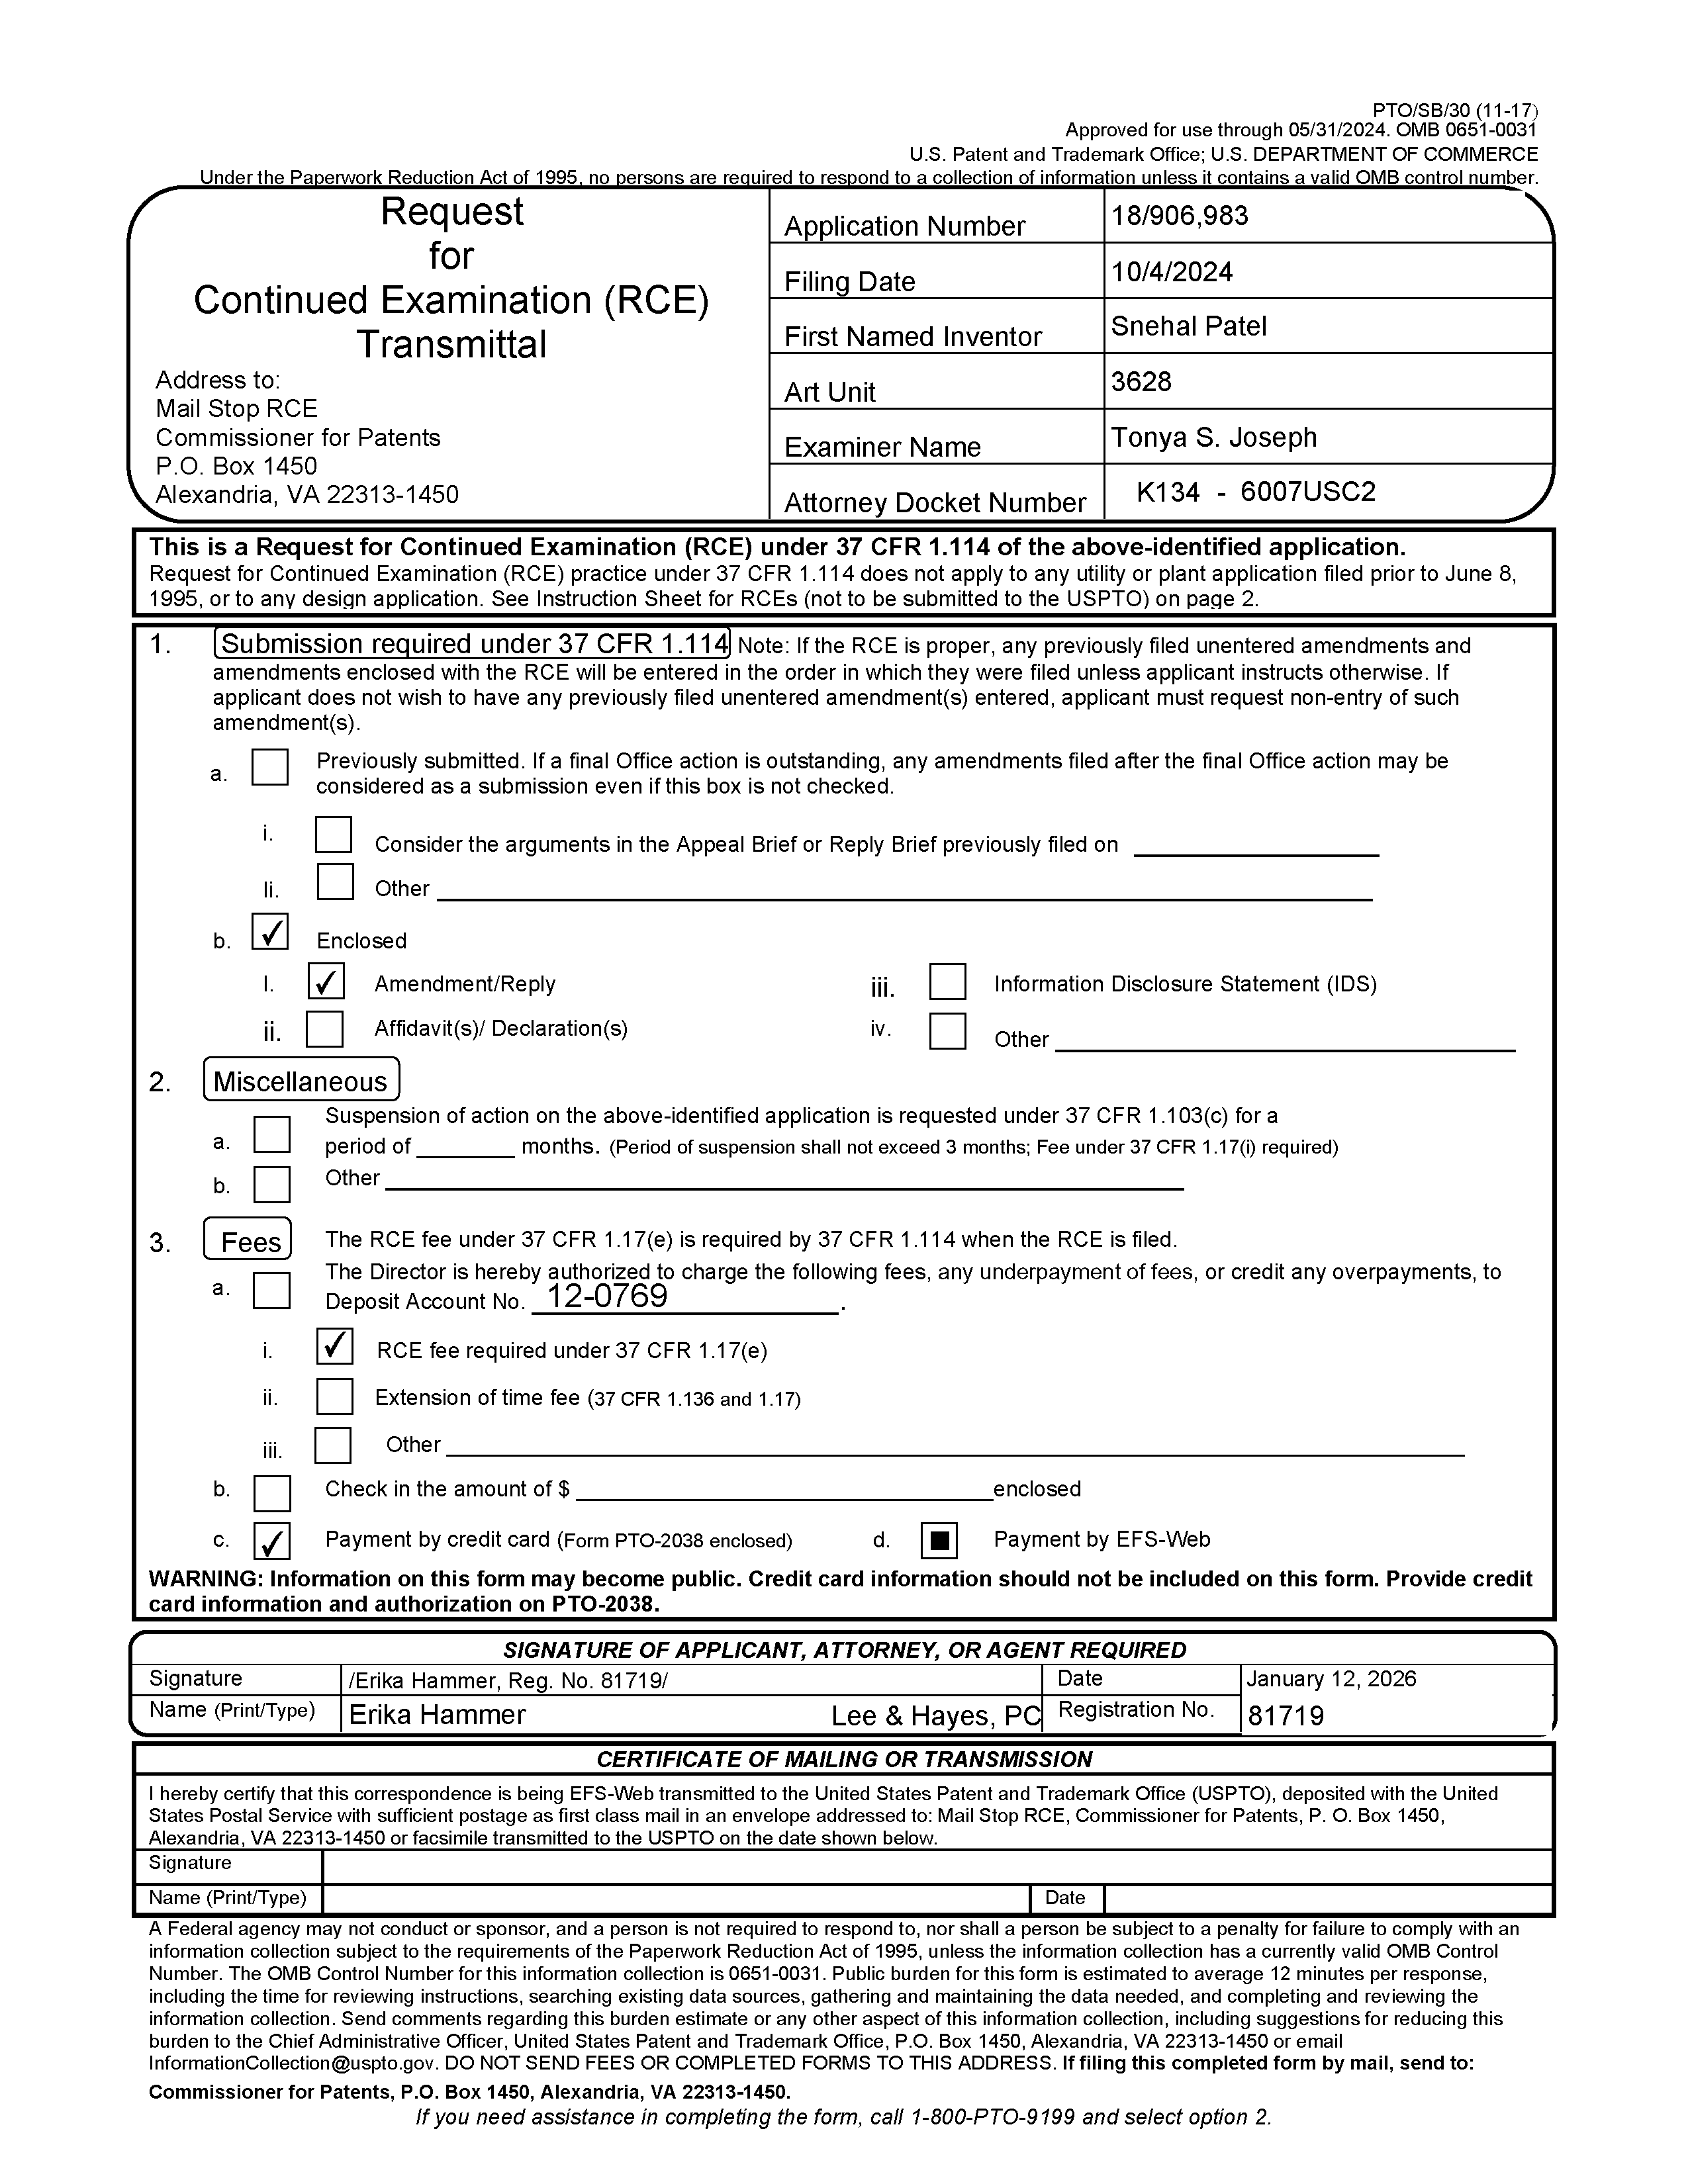 PTO/SB/30 (11-17)
Approved for use through 05/31/2024. OMB 0651-0031
U.S. Patent and Trademark Office; U.S. DEPARTMENT OF COMMERCE
Under the Paperwork Reduction Act of 1995, no persons are required to respond to a collection of information unless it contains a valid OMB control number.
Request
for
Continued Examination (RCE)
Transmittal
Address to:
Mail Stop RCE
Commissioner for Patents
P.O. Box 1450
Alexandria, VA 22313-1450
Application Number 18/906,983
Filing Date 10/4/2024
First Named Inventor Snehal Patel
Art Unit 3628
Examiner Name Tonya S. Joseph
Attorney Docket Number K134 - 6007USC2
This is a Request for Continued Examination (RCE) under 37 CFR 1.114 of the above-identified application.
Request for Continued Examination (RCE) practice under 37 CFR 1.114 does not apply to any utility or plant application filed prior to June 8,
1995, or to any design application. See Instruction Sheet for RCEs (not to be submitted to the USPTO) on page 2.
1. Submission required under 37 CFR 1.114 Note: If the RCE is proper, any previously filed unentered amendments and
amendments enclosed with the RCE will be entered in the order in which they were filed unless applicant instructs otherwise. If
applicant does not wish to have any previously filed unentered amendment(s) entered, applicant must request non-entry of such
amendment(s).
a. Previously submitted. If a final Office action is outstanding, any amendments filed after the final Office action may be
considered as a submission even if this box is not checked.
i. Consider the arguments in the Appeal Brief or Reply Brief previously filed on
Ii. Other
b. ✓ Enclosed
I. ✓ Amendment/Reply iii. Information Disclosure Statement (IDS)
ii. Affidavit(s)/ Declaration(s) iv. Other
2. Miscellaneous
a. Suspension of action on the above-identified application is requested under 37 CFR 1.103(c) for a
period of months. (Period of suspension shall not exceed 3 months; Fee under 37 CFR 1.17(i) required)
b. Other
3. Fees The RCE fee under 37 CFR 1.17(e) is required by 37 CFR 1.114 when the RCE is filed.
a. The Director is hereby authorized to charge the following fees, any underpayment of fees, or credit any overpayments, to
Deposit Account No. 12-0769 .
i. ✓ RCE fee required under 37 CFR 1.17(e)
ii. Extension of time fee (37 CFR 1.136 and 1.17)
iii. Other
b. Check in the amount of $ enclosed
c. ✓ Payment by credit card (Form PTO-2038 enclosed) d. ■ Payment by EFS-Web
WARNING: Information on this form may become public. Credit card information should not be included on this form. Provide credit
card information and authorization on PTO-2038.
SIGNATURE OF APPLICANT, ATTORNEY, OR AGENT REQUIRED
Signature /Erika Hammer, Reg. No. 81719/ Date January 12, 2026
Name (Print/Type) Erika Hammer Lee & Hayes, PC Registration No. 81719
CERTIFICATE OF MAILING OR TRANSMISSION
I hereby certify that this correspondence is being EFS-Web transmitted to the United States Patent and Trademark Office (USPTO), deposited with the United
States Postal Service with sufficient postage as first class mail in an envelope addressed to: Mail Stop RCE, Commissioner for Patents, P. O. Box 1450,
Alexandria, VA 22313-1450 or facsimile transmitted to the USPTO on the date shown below.
Signature
Name (Print/Type) Date
A Federal agency may not conduct or sponsor, and a person is not required to respond to, nor shall a person be subject to a penalty for failure to comply with an
information collection subject to the requirements of the Paperwork Reduction Act of 1995, unless the information collection has a currently valid OMB Control
Number. The OMB Control Number for this information collection is 0651-0031. Public burden for this form is estimated to average 12 minutes per response,
including the time for reviewing instructions, searching existing data sources, gathering and maintaining the data needed, and completing and reviewing the
information collection. Send comments regarding this burden estimate or any other aspect of this information collection, including suggestions for reducing this
burden to the Chief Administrative Officer, United States Patent and Trademark Office, P.O. Box 1450, Alexandria, VA 22313-1450 or email
InformationCollection@uspto.gov. DO NOT SEND FEES OR COMPLETED FORMS TO THIS ADDRESS. If filing this completed form by mail, send to:
Commissioner for Patents, P.O. Box 1450, Alexandria, VA 22313-1450.
If you need assistance in completing the form, call 1-800-PTO-9199 and select option 2.